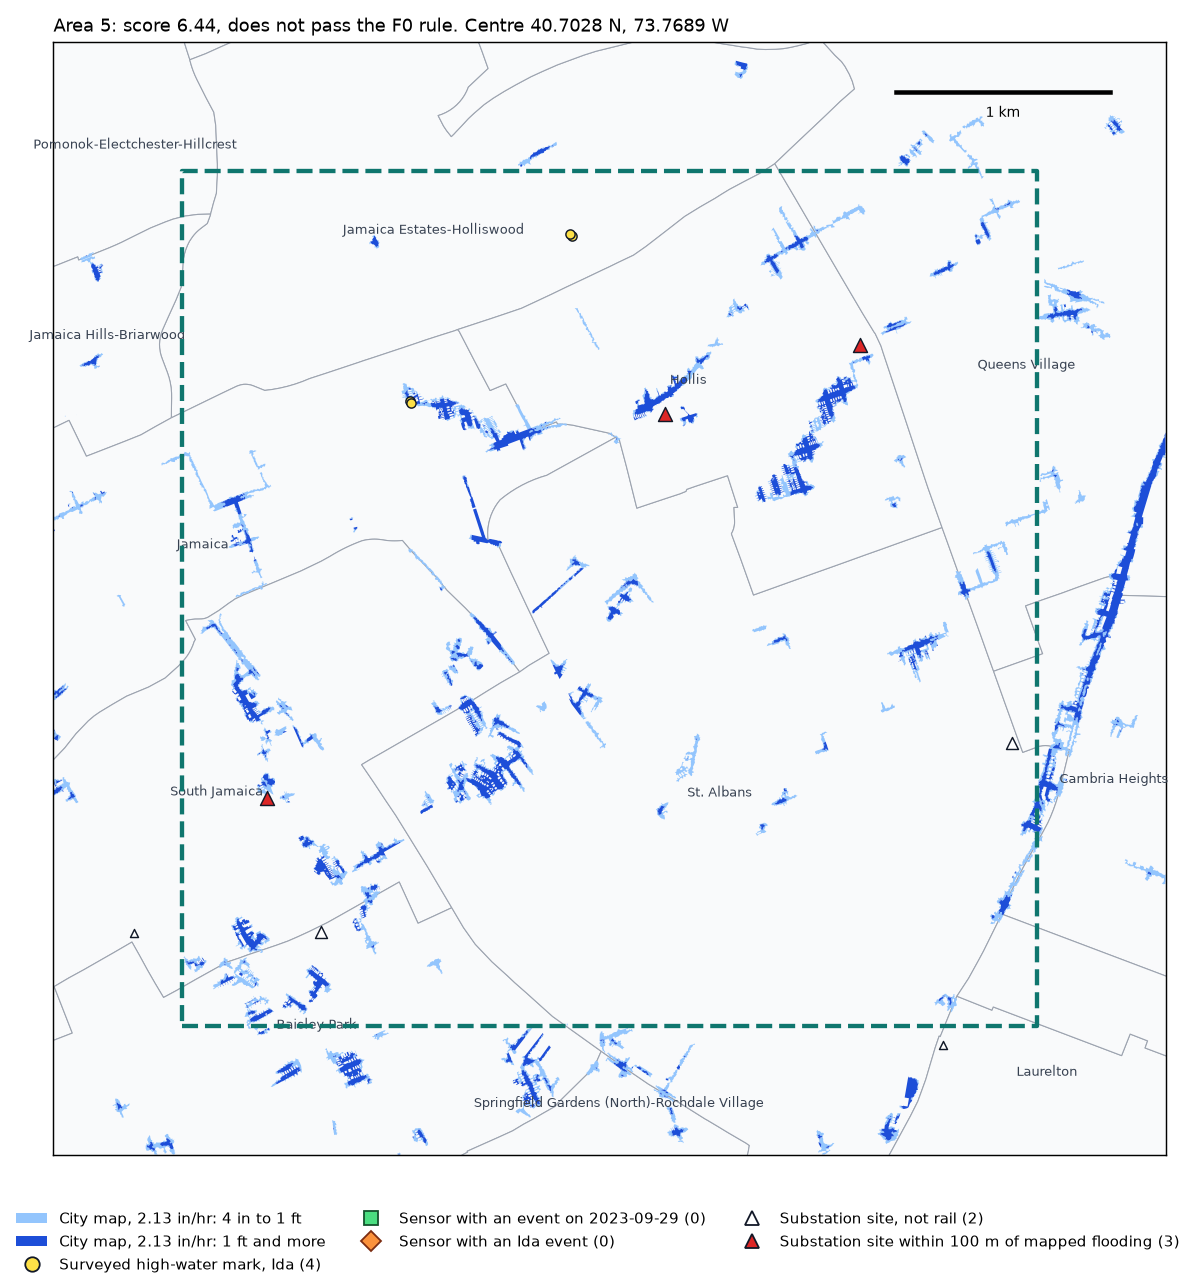 Area 5: score 6.44, does not pass the F0 rule. Centre 40.7028 N, 73.7689 W
1 km
Pomonok-Electchester-Hillcrest
Jamaica Estates-Holliswood
Jamaica Hills-Briarwood
Queens Village
Hollis
Jamaica
South Jamaica
St. Albans
Cambria Heights
Baisley Park
Laurelton
Springfield Gardens (North)-Rochdale Village
City map, 2.13 in/hr: 4 in to 1 ft
City map, 2.13 in/hr: 1 ft and more
Surveyed high-water mark, Ida (4)
Sensor with an event on 2023-09-29 (0)
Sensor with an Ida event (0)
Substation site, not rail (2)
Substation site within 100 m of mapped flooding (3)